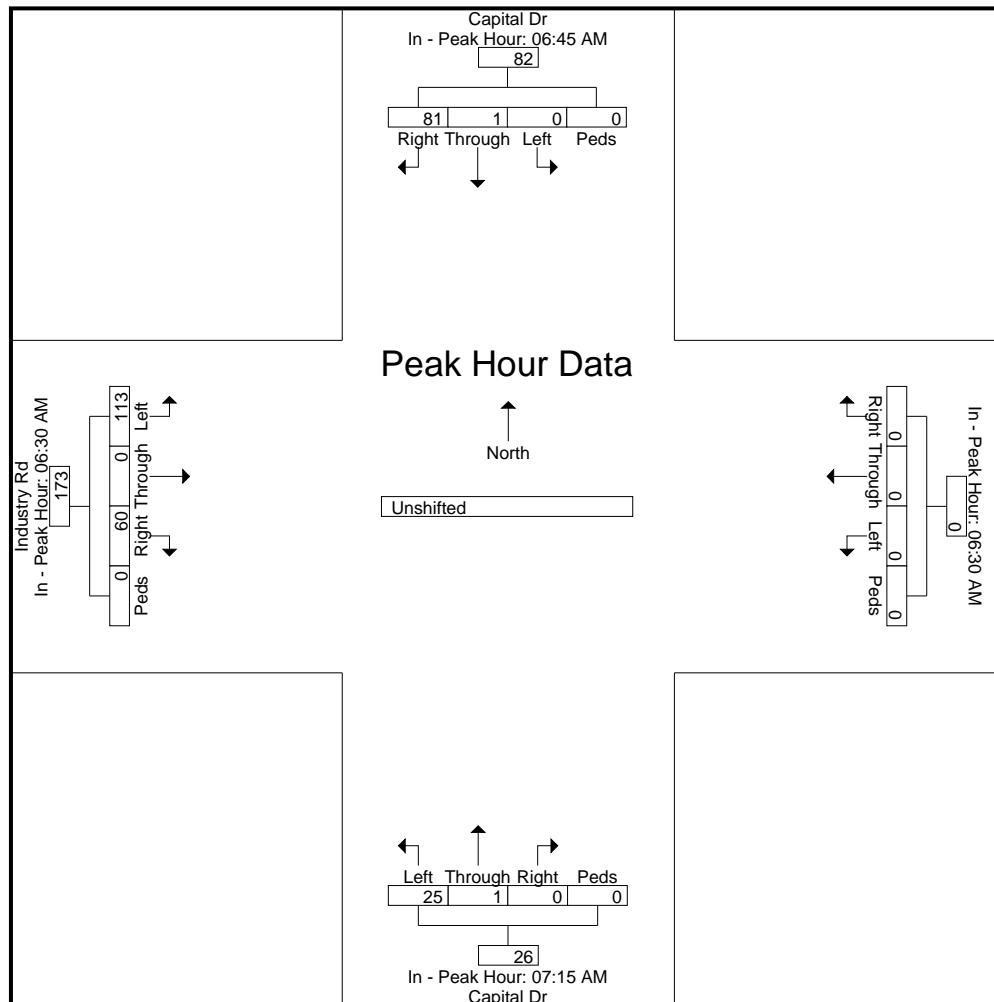 Capital Dr
In - Peak Hour: 06:45 AM
82
81 1 0 0
Right Through Left Peds
Peak Hour Data
North
Unshifted
Industry Rd
In - Peak Hour: 06:30 AM
173
113 0 60 0
Left Through Right Peds
Right Through Left Peds
0 0 0 0
0
In - Peak Hour: 06:30 AM
Left Through Right Peds
25 1 0 0
26
In - Peak Hour: 07:15 AM
Capital Dr